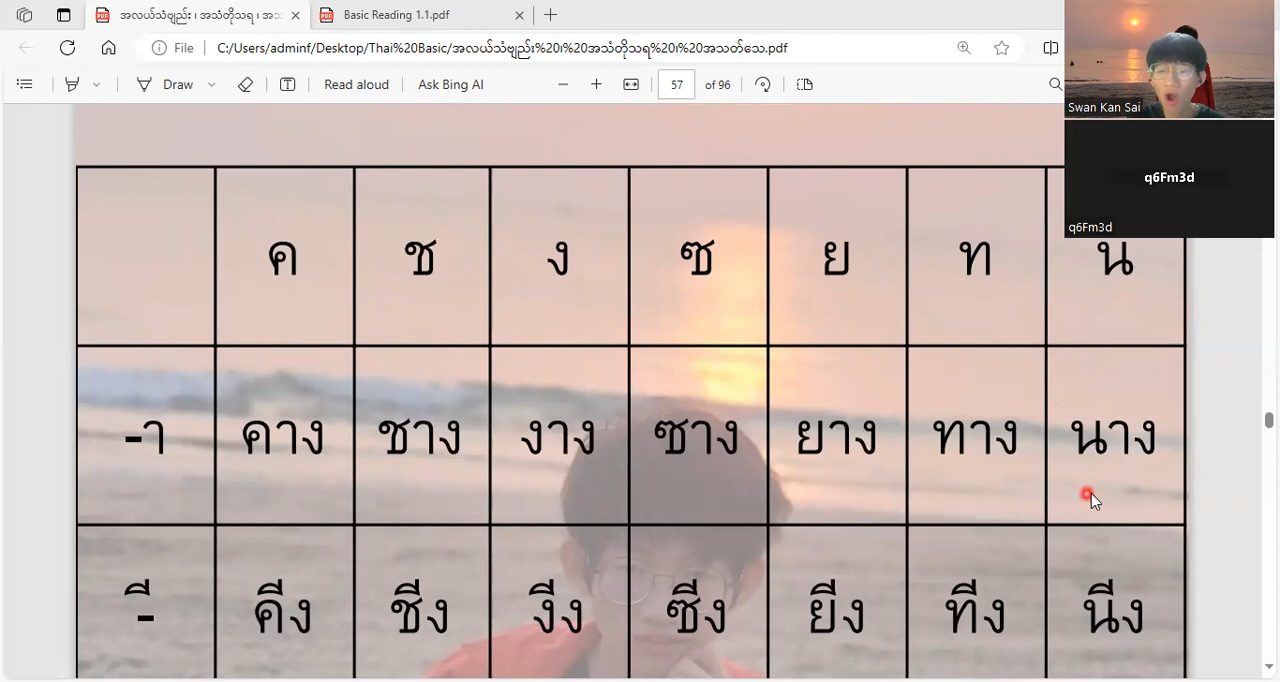 အလယ်သံဗျည်း ၊ အသံတိုသရ ၊
Basic Reading 1.1.pdf
File
C:/Users/adminf/Desktop/Thai%20Basic/အလယ်သံဗျည်း%20၊%20အသံတိုသရ%20၊%20အသတ်သေ.pdf
Draw
Read aloud
Ask Bing AI
57
of 96
Swan Kan Sai
q6Fm3d
q6Fm3d
ค ช ง ซ ย ท น
-า คาง ชาง งาง ซาง ยาง ทาง นาง
-ี คีง ชีง งีง ซีง ยีง ทีง นีง